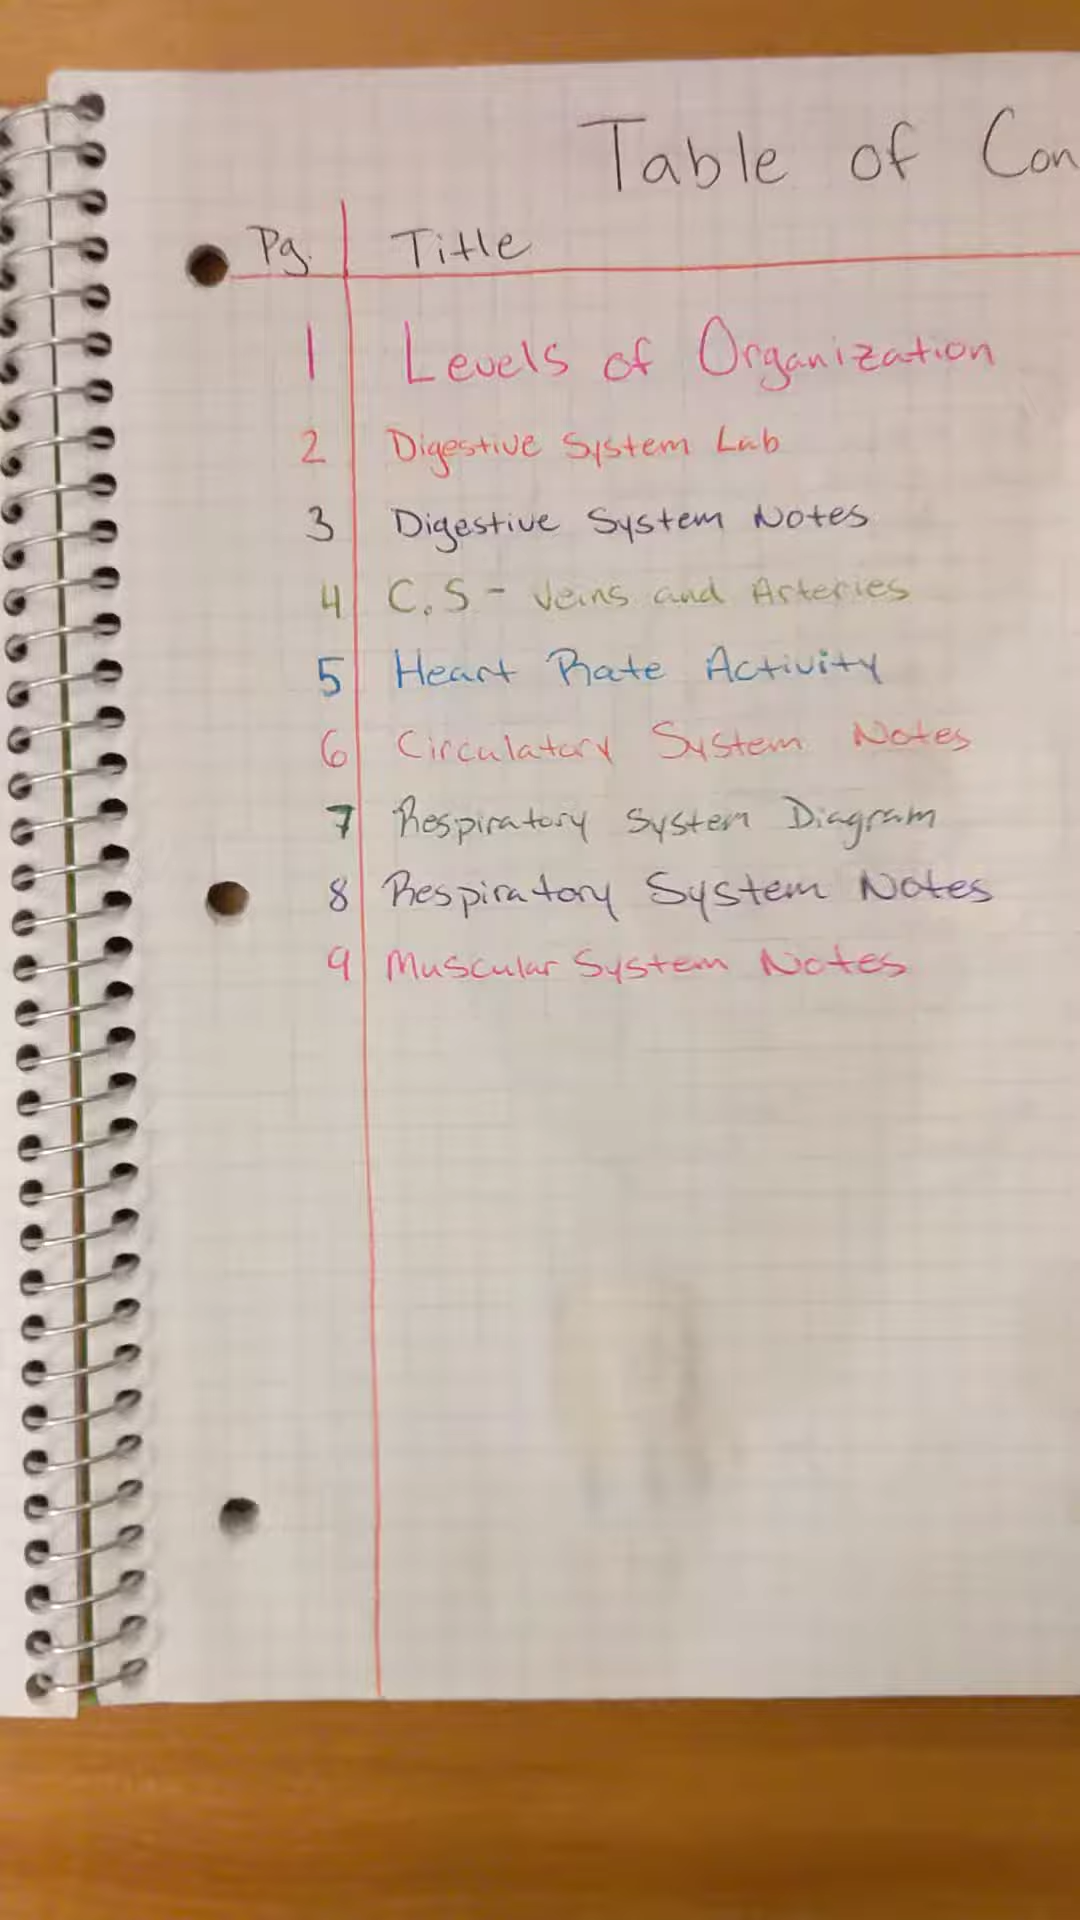 Table of Con
Pg. Title
1 Levels of Organization
2 Digestive System Lab
3 Digestive System Notes
4 C.S - Veins and Arteries
5 Heart Rate Activity
6 Circulatory System Notes
7 Respiratory System Diagram
8 Respiratory System Notes
9 Muscular System Notes